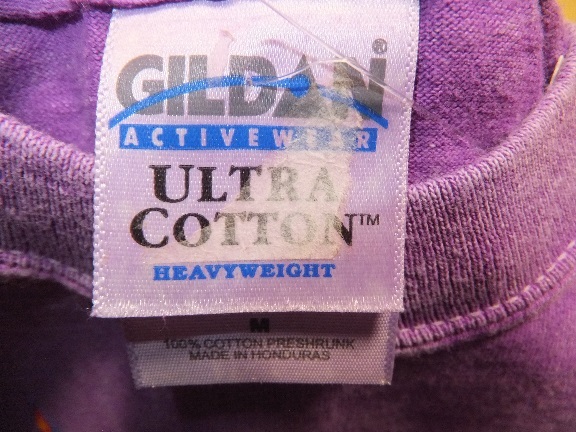 GILDAN®
ACTIVEWEAR
ULTRA
COTTON™
HEAVYWEIGHT
M
100% COTTON PRESHRUNK
MADE IN HONDURAS